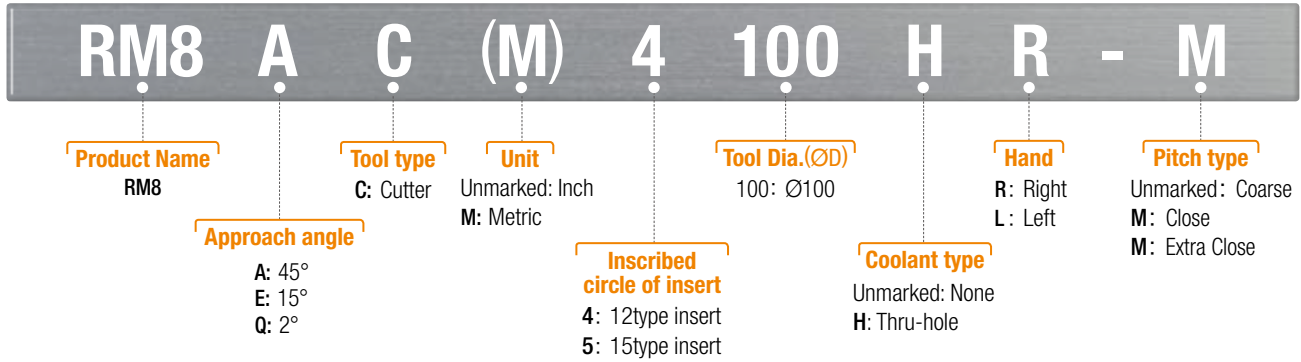 RM8 A C (M) 4 100 H R - M
Product Name
RM8
Approach angle
A: 45°
E: 15°
Q: 2°
Tool type
C: Cutter
Unit
Unmarked: Inch
M: Metric
Inscribed
circle of insert
4: 12type insert
5: 15type insert
Tool Dia.(ØD)
100: Ø100
Coolant type
Unmarked: None
H: Thru-hole
Hand
R: Right
L: Left
Pitch type
Unmarked: Coarse
M: Close
M: Extra Close